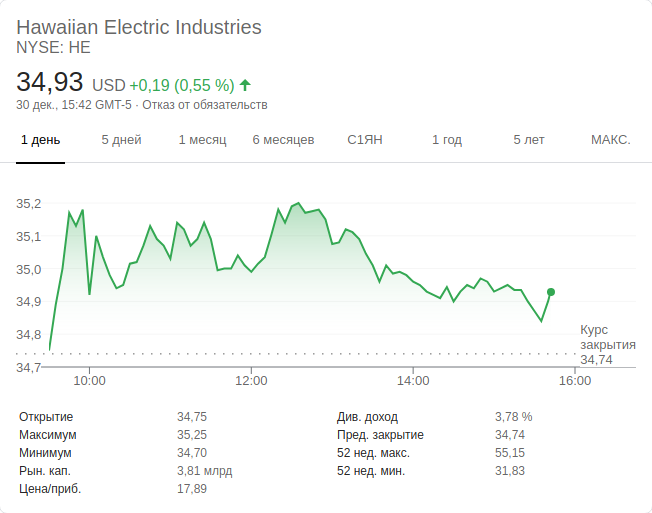 Hawaiian Electric Industries
NYSE: HE
34,93 USD +0,19 (0,55 %)
30 дек., 15:42 GMT-5 · Отказ от обязательств
1 день 5 дней 1 месяц 6 месяцев С1ЯН 1 год 5 лет МАКС.
35,2
35,1
35,0
34,9
34,8
34,7
Курс
закрытия
34,74
10:00 12:00 14:00 16:00
Открытие 34,75 Див. доход 3,78 %
Максимум 35,25 Пред. закрытие 34,74
Минимум 34,70 52 нед. макс. 55,15
Рын. кап. 3,81 млрд 52 нед. мин. 31,83
Цена/приб. 17,89